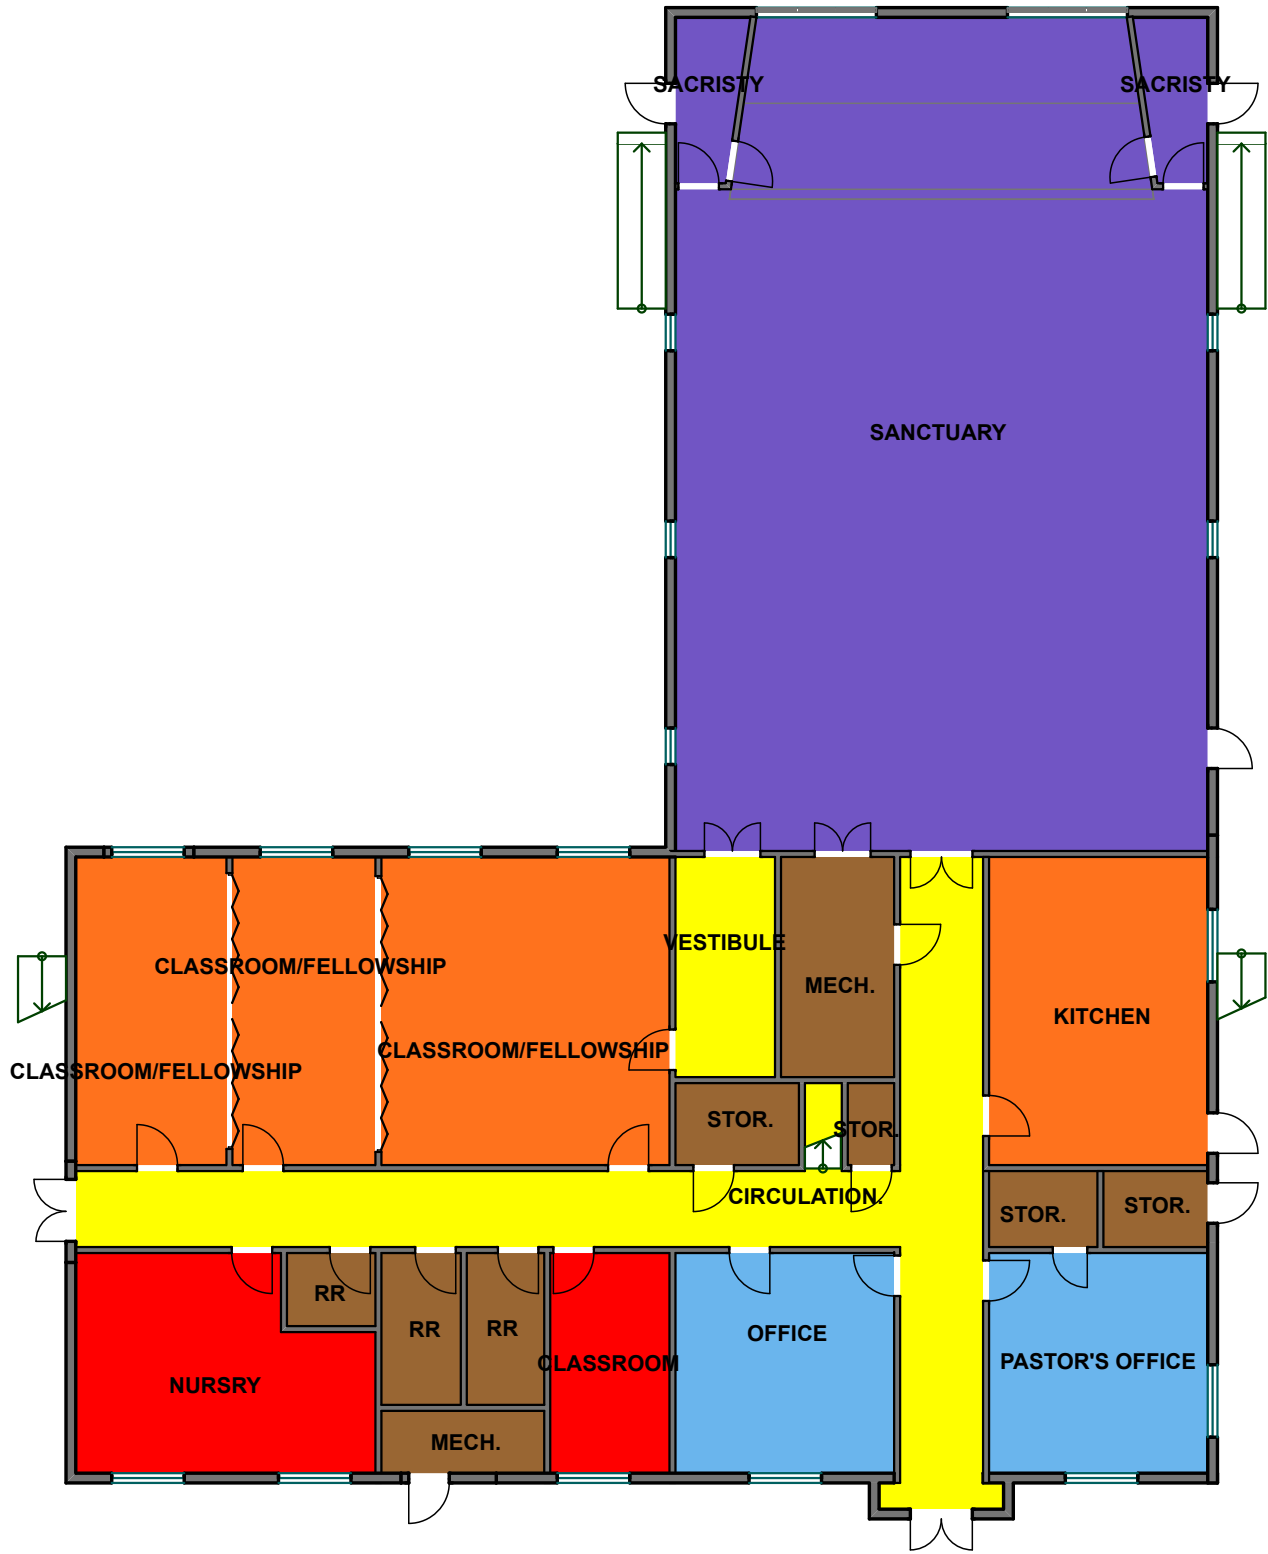 SACRISTY
SACRISTY
SANCTUARY
VESTIBULE
CLASSROOM/FELLOWSHIP
MECH.
KITCHEN
CLASSROOM/FELLOWSHIP
CLASSROOM/FELLOWSHIP
STOR.
STOR.
CIRCULATION.
STOR.
STOR.
RR
RR
RR
OFFICE
CLASSROOM
PASTOR'S OFFICE
NURSRY
MECH.